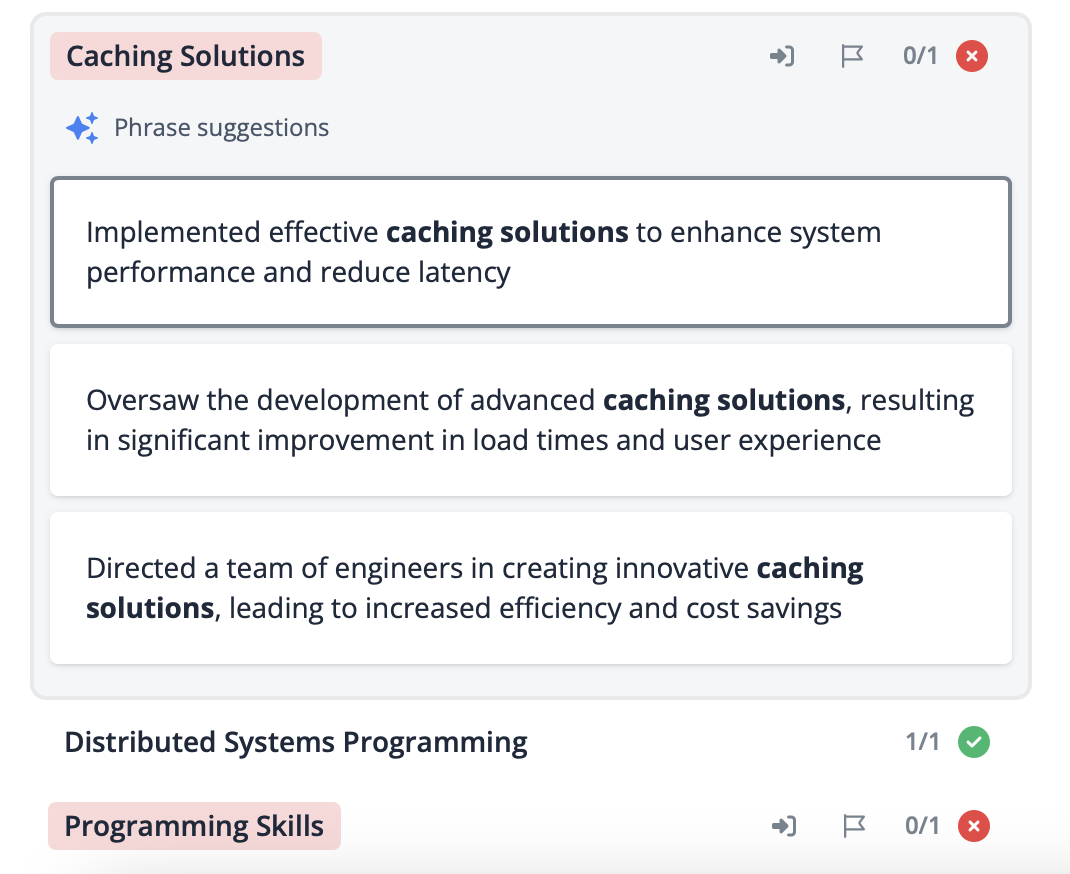 Caching Solutions 0/1
Phrase suggestions
Implemented effective caching solutions to enhance system
performance and reduce latency
Oversaw the development of advanced caching solutions, resulting
in significant improvement in load times and user experience
Directed a team of engineers in creating innovative caching
solutions, leading to increased efficiency and cost savings
Distributed Systems Programming 1/1
Programming Skills 0/1